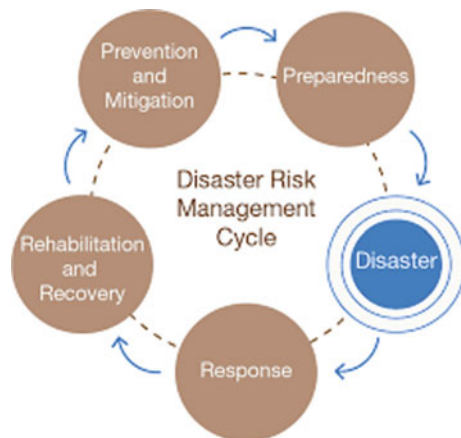 Prevention
and
Mitigation
Preparedness
Disaster Risk
Management
Cycle
Disaster
Rehabilitation
and
Recovery
Response